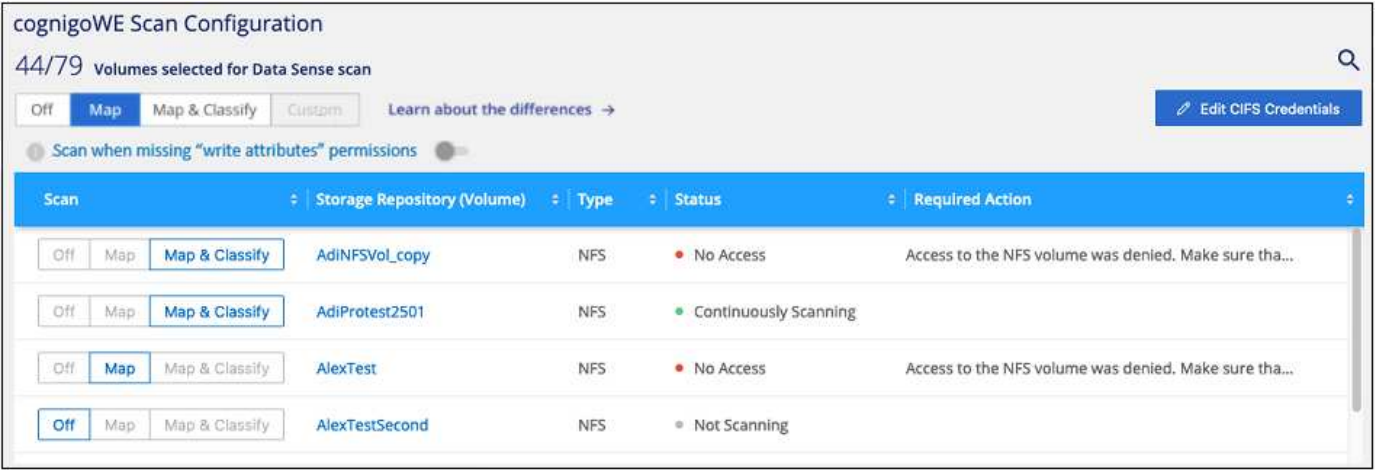 cognigoWE Scan Configuration
44/79 Volumes selected for Data Sense scan
Off Map Map & Classify Custom Learn about the differences → Edit CIFS Credentials
Scan when missing “write attributes” permissions
Scan Storage Repository (Volume) Type Status Required Action
Off Map Map & Classify AdiNFSVol_copy NFS No Access Access to the NFS volume was denied. Make sure tha...
Off Map Map & Classify AdiProtest2501 NFS Continuously Scanning
Off Map Map & Classify AlexTest NFS No Access Access to the NFS volume was denied. Make sure tha...
Off Map Map & Classify AlexTestSecond NFS Not Scanning